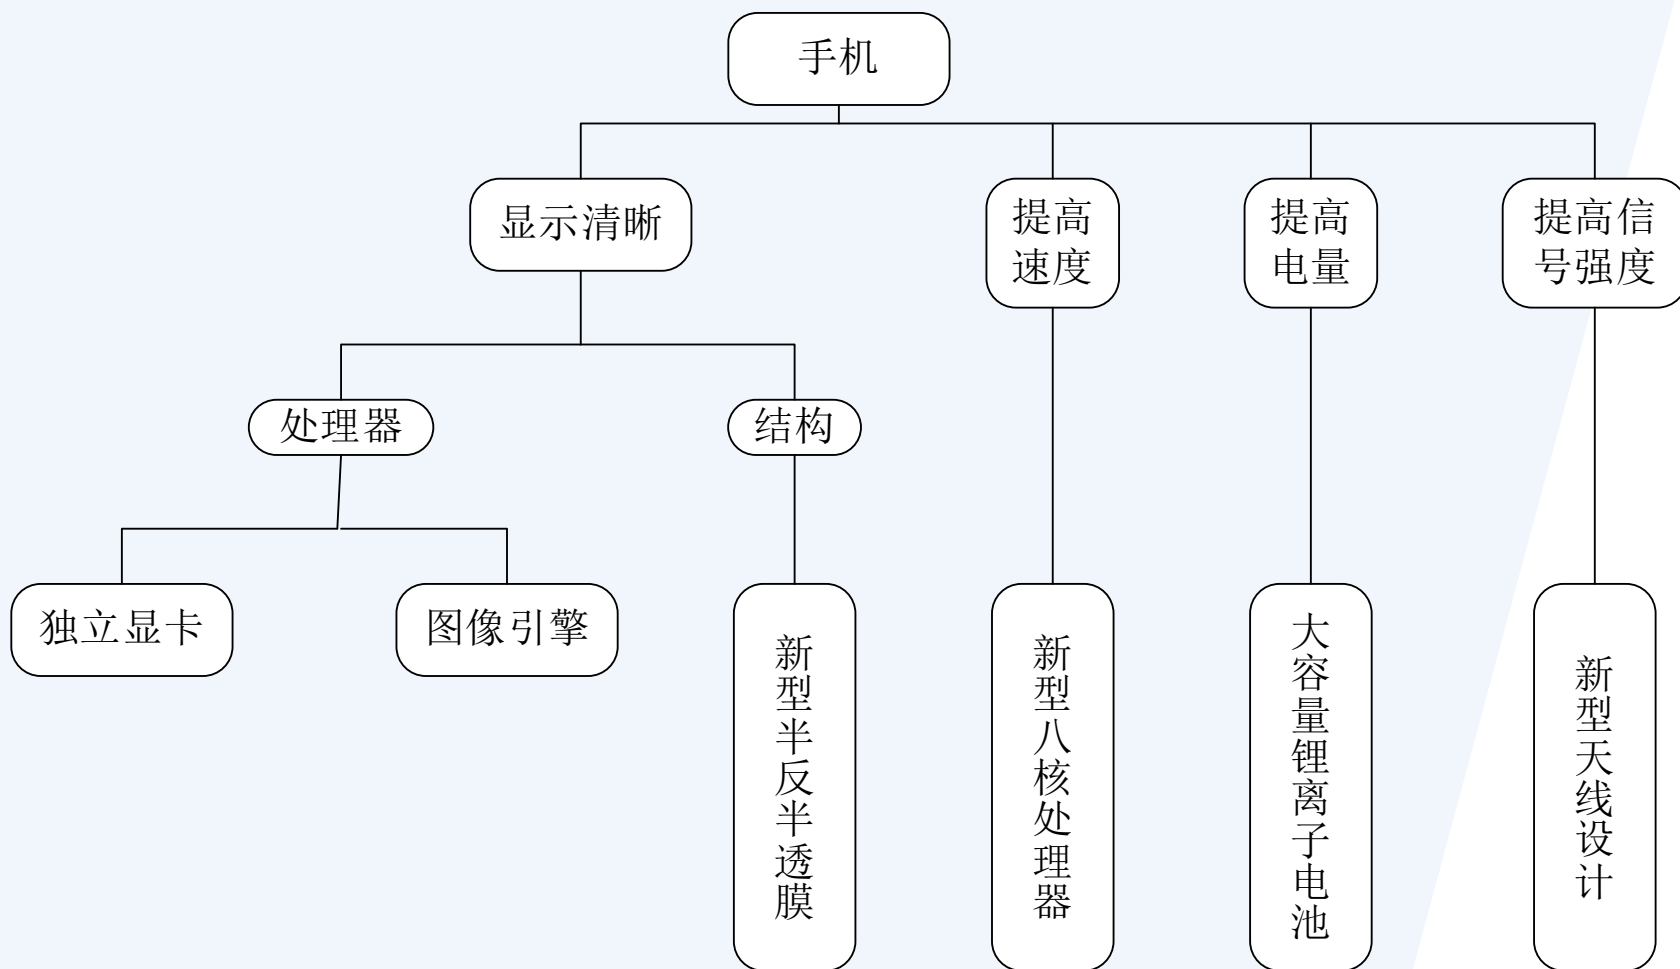 手机
显示清晰
提高
速度
提高
电量
提高信
号强度
处理器
结构
独立显卡
图像引擎
新型半反半透膜
新型八核处理器
大容量锂离子电池
新型天线设计